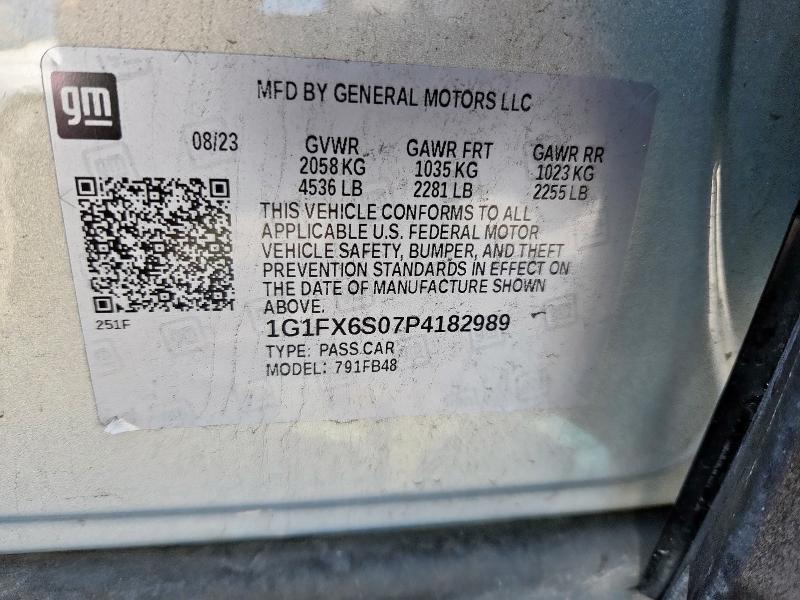 gm
MFD BY GENERAL MOTORS LLC
08/23
GVWR
2058 KG
4536 LB
GAWR FRT
1035 KG
2281 LB
GAWR RR
1023 KG
2255 LB
THIS VEHICLE CONFORMS TO ALL
APPLICABLE U.S. FEDERAL MOTOR
VEHICLE SAFETY, BUMPER, AND THEFT
PREVENTION STANDARDS IN EFFECT ON
THE DATE OF MANUFACTURE SHOWN
ABOVE.
251F
1G1FX6S07P4182989
TYPE: PASS CAR
MODEL: 791FB48